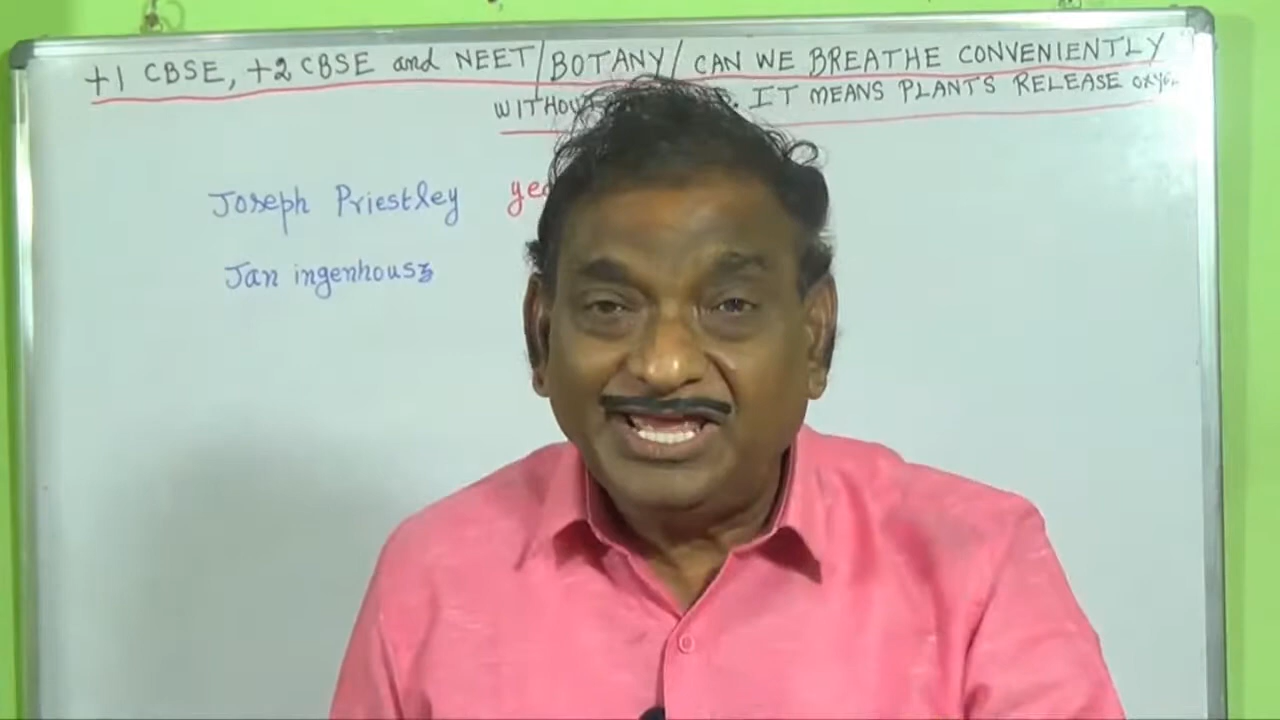 +1 CBSE, +2 CBSE and NEET/BOTANY/ CAN WE BREATHE CONVENIENTLY
IT MEANS PLANTS RELEASE
Joseph Priestley
Jan ingenhousz